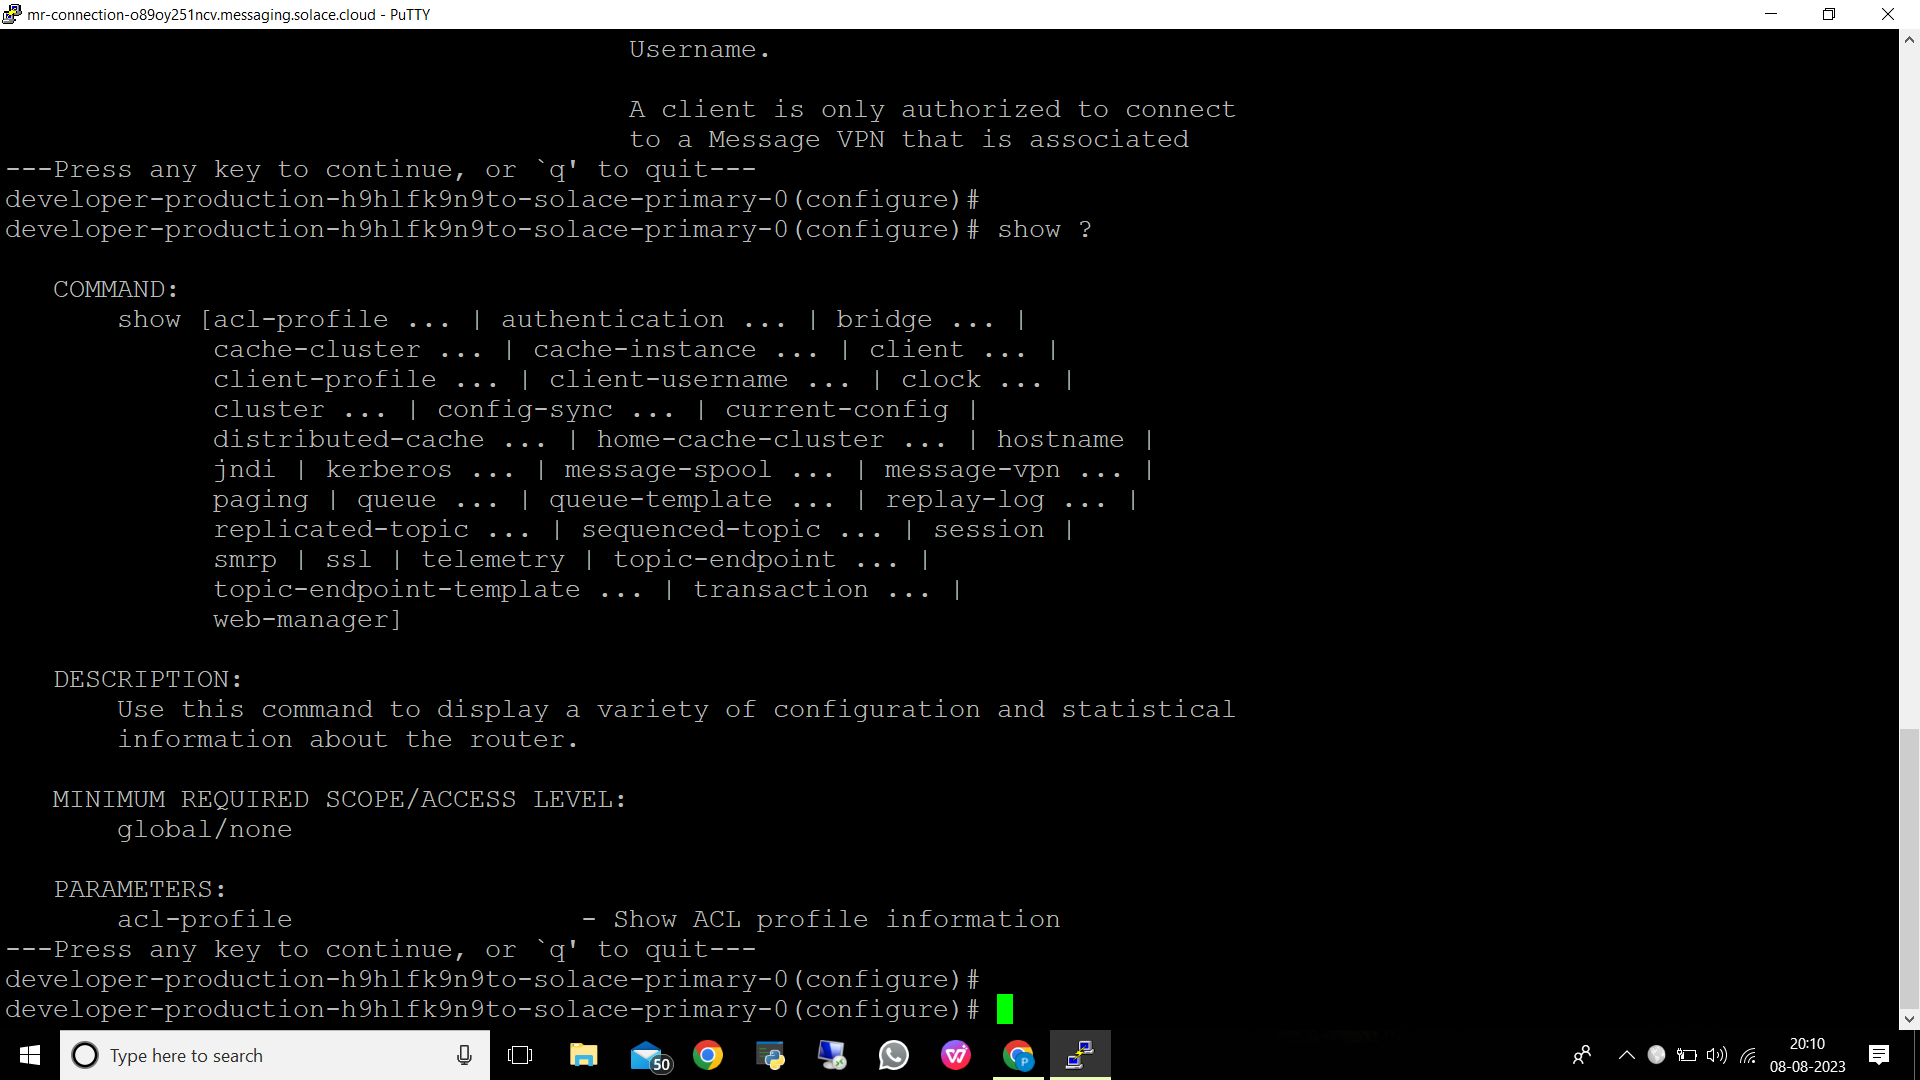 mr-connection-o89oy251ncv.messaging.solace.cloud - PuTTY
Username.
A client is only authorized to connect
to a Message VPN that is associated
---Press any key to continue, or `q' to quit---
developer-production-h9hlfk9n9to-solace-primary-0(configure)#
developer-production-h9hlfk9n9to-solace-primary-0(configure)# show ?
COMMAND:
show [acl-profile ... | authentication ... | bridge ... |
cache-cluster ... | cache-instance ... | client ... |
client-profile ... | client-username ... | clock ... |
cluster ... | config-sync ... | current-config |
distributed-cache ... | home-cache-cluster ... | hostname |
jndi | kerberos ... | message-spool ... | message-vpn ... |
paging | queue ... | queue-template ... | replay-log ... |
replicated-topic ... | sequenced-topic ... | session |
smrp | ssl | telemetry | topic-endpoint ... |
topic-endpoint-template ... | transaction ... |
web-manager]
DESCRIPTION:
Use this command to display a variety of configuration and statistical
information about the router.
MINIMUM REQUIRED SCOPE/ACCESS LEVEL:
global/none
PARAMETERS:
acl-profile - Show ACL profile information
---Press any key to continue, or `q' to quit---
developer-production-h9hlfk9n9to-solace-primary-0(configure)#
developer-production-h9hlfk9n9to-solace-primary-0(configure)#
Type here to search
50
P
20:10
08-08-2023